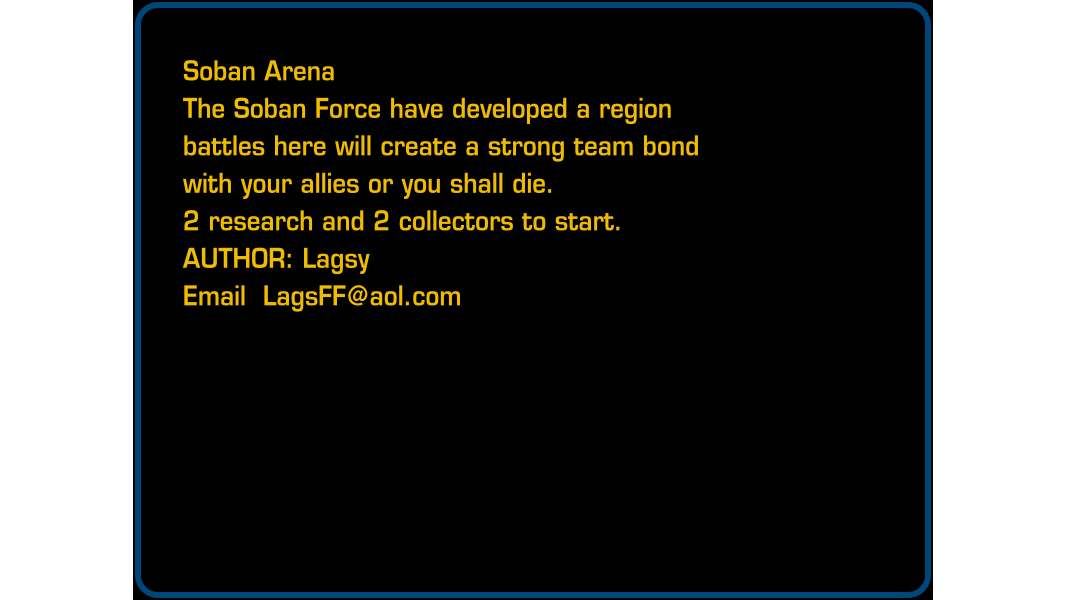 Soban Arena
The Soban Force have developed a region
battles here will create a strong team bond
with your allies or you shall die.
2 research and 2 collectors to start.
AUTHOR: Lagsy
Email  LagsFF@aol.com